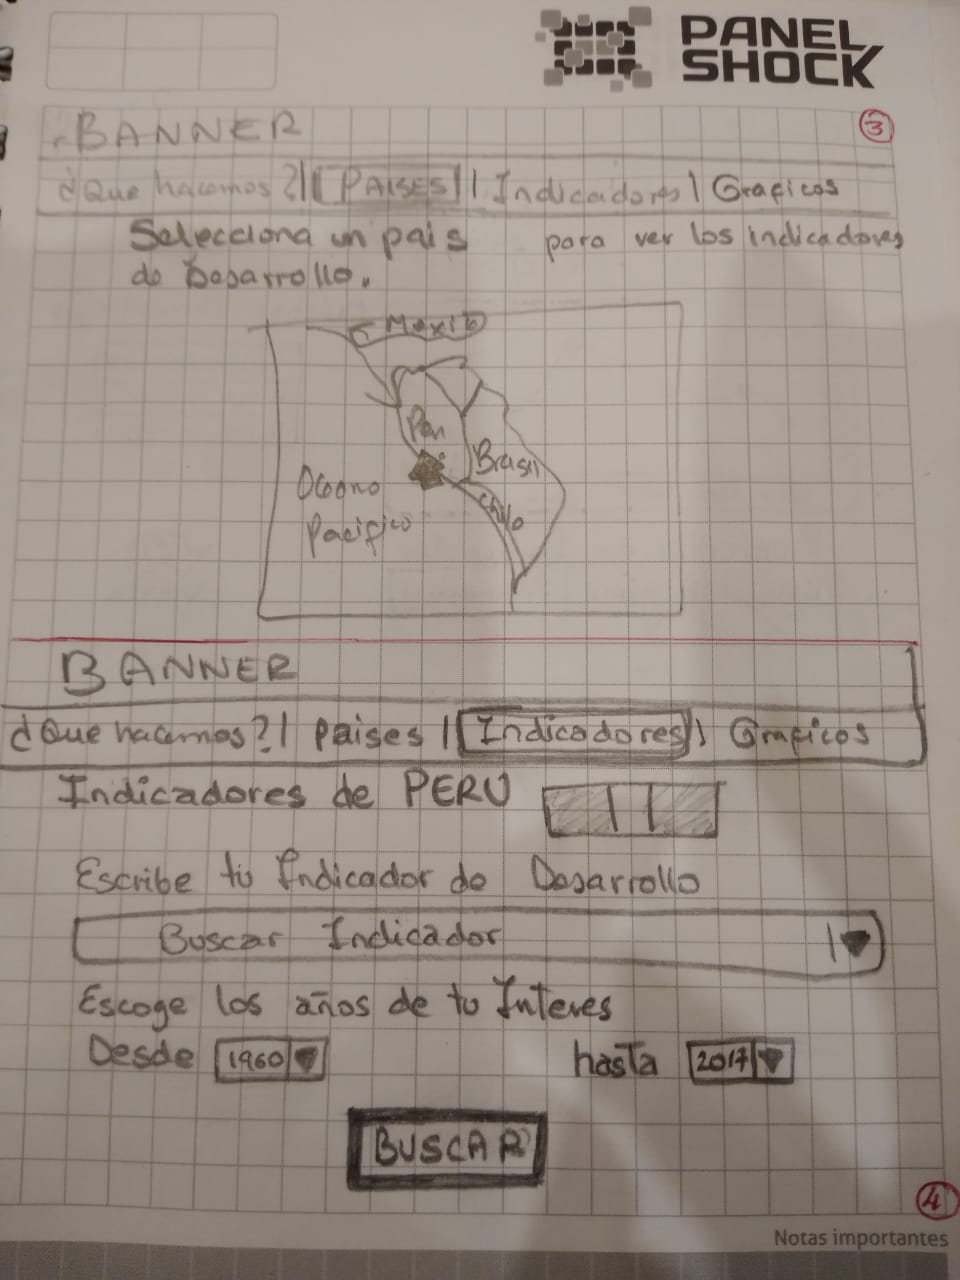 PANEL
SHOCK
BANNER
3
¿Que hacemos?| |PAISES| | Indicadores | Graficos
Selecciona un pais para ver los indicadores
de Desarrollo.
Mexico
Peru
Brasil
Oceano
Chile
Pacifico
BANNER
¿Que hacemos?| Paises | Indicadores | Graficos
Indicadores de PERU
Escribe tu Indicador de Desarrollo
Buscar Indicador
Escoge los años de tu Interes
Desde 1960 hasta 2017
BUSCAR
4
Notas importantes